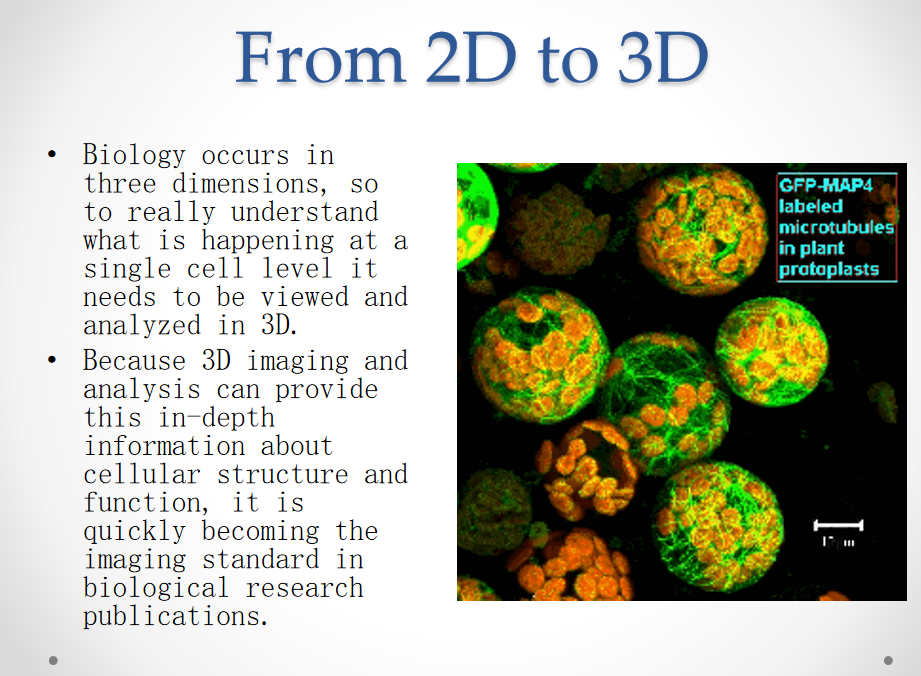 From 2D to 3D
• Biology occurs in
three dimensions, so
to really understand
what is happening at a
single cell level it
needs to be viewed and
analyzed in 3D.
• Because 3D imaging and
analysis can provide
this in-depth
information about
cellular structure and
function, it is
quickly becoming the
imaging standard in
biological research
publications.
GFP-MAP4
labeled
microtubules
in plant
protoplasts